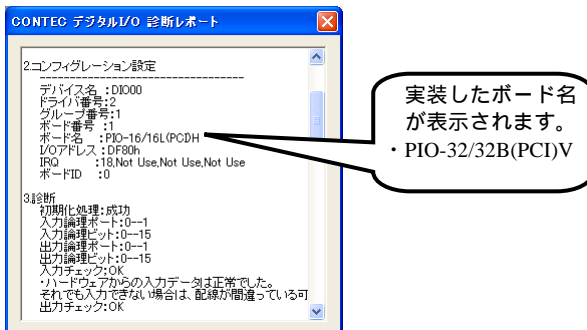 CONTEC デジタルI/O 診断レポート
2.コンフィグレーション設定
----------------------------------
デバイス名 :DIO00
ドライバ番号:2
グループ番号:1
ボード番号 :1
ボード名 :PIO-16/16L(PCI)H
I/Oアドレス :DF80h
IRQ :18,Not Use,Not Use,Not Use
ボードID :0
3.診断
初期化処理:成功
入力論理ポート:0--1
入力論理ビット:0--15
出力論理ポート:0--1
出力論理ビット:0--15
入力チェック:OK
・ハードウェアからの入力データは正常でした。
それでも入力できない場合は、配線が間違っている可
出力チェック:OK
実装したボード名
が表示されます。
・PIO-32/32B(PCI)V